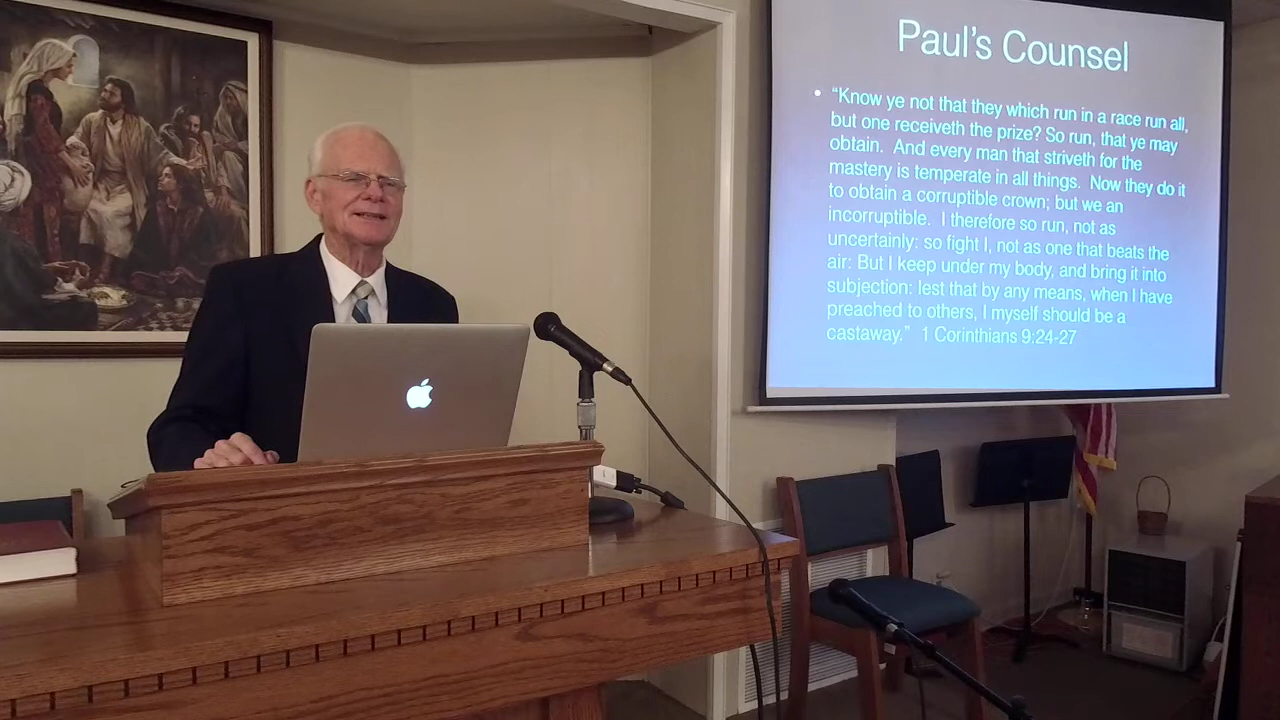 Paul's Counsel
• “Know ye not that they which run in a race run all,
but one receiveth the prize? So run, that ye may
obtain. And every man that striveth for the
mastery is temperate in all things. Now they do it
to obtain a corruptible crown; but we an
incorruptible. I therefore so run, not as
uncertainly: so fight I, not as one that beats the
air: But I keep under my body, and bring it into
subjection: lest that by any means, when I have
preached to others, I myself should be a
castaway.” 1 Corinthians 9:24-27